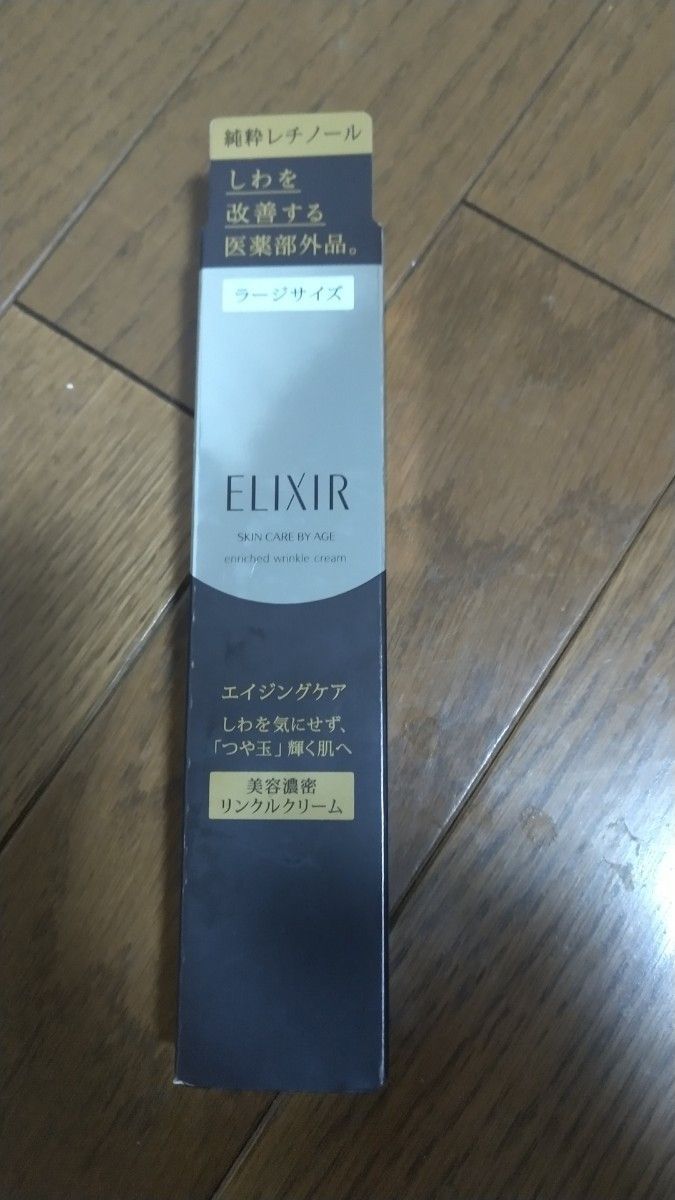 純粋レチノール
しわを
改善する
医薬部外品。
ラージサイズ
ELIXIR
SKIN CARE BY AGE
enriched wrinkle cream
エイジングケア
しわを気にせず、
「つや玉」輝く肌へ
美容濃密
リンクルクリーム